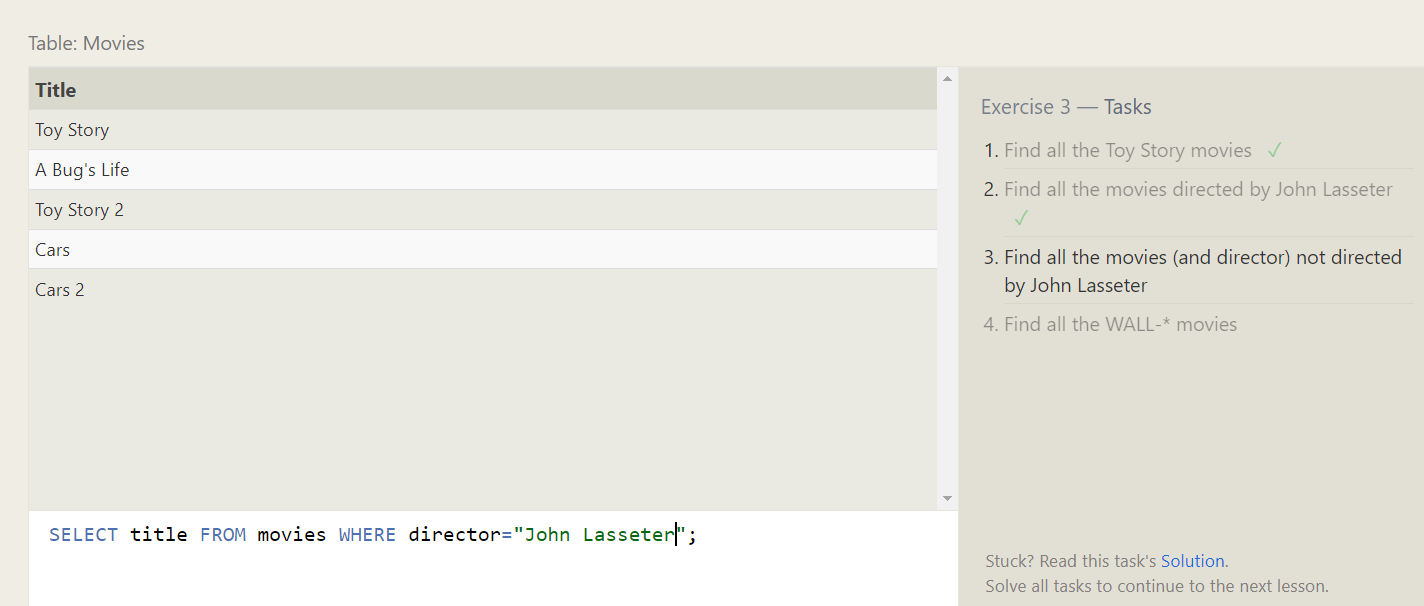 Table: Movies
Title
Toy Story
A Bug's Life
Toy Story 2
Cars
Cars 2
SELECT title FROM movies WHERE director="John Lasseter";
Exercise 3 — Tasks
1. Find all the Toy Story movies ✓
2. Find all the movies directed by John Lasseter
✓
3. Find all the movies (and director) not directed
by John Lasseter
4. Find all the WALL-* movies
Stuck? Read this task's Solution.
Solve all tasks to continue to the next lesson.